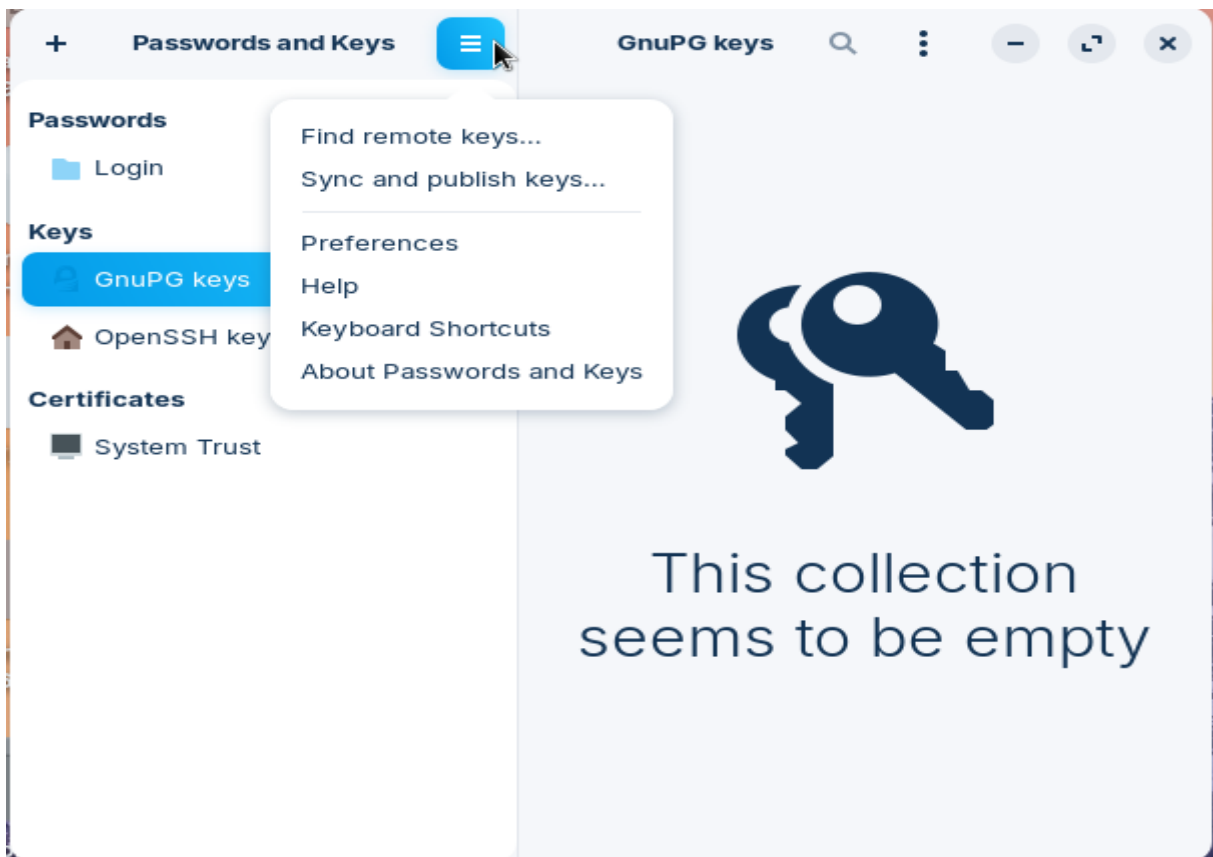 Passwords and Keys
GnuPG keys
Passwords
Login
Keys
GnuPG keys
OpenSSH key
Certificates
System Trust
Find remote keys...
Sync and publish keys...
Preferences
Help
Keyboard Shortcuts
About Passwords and Keys
This collection
seems to be empty